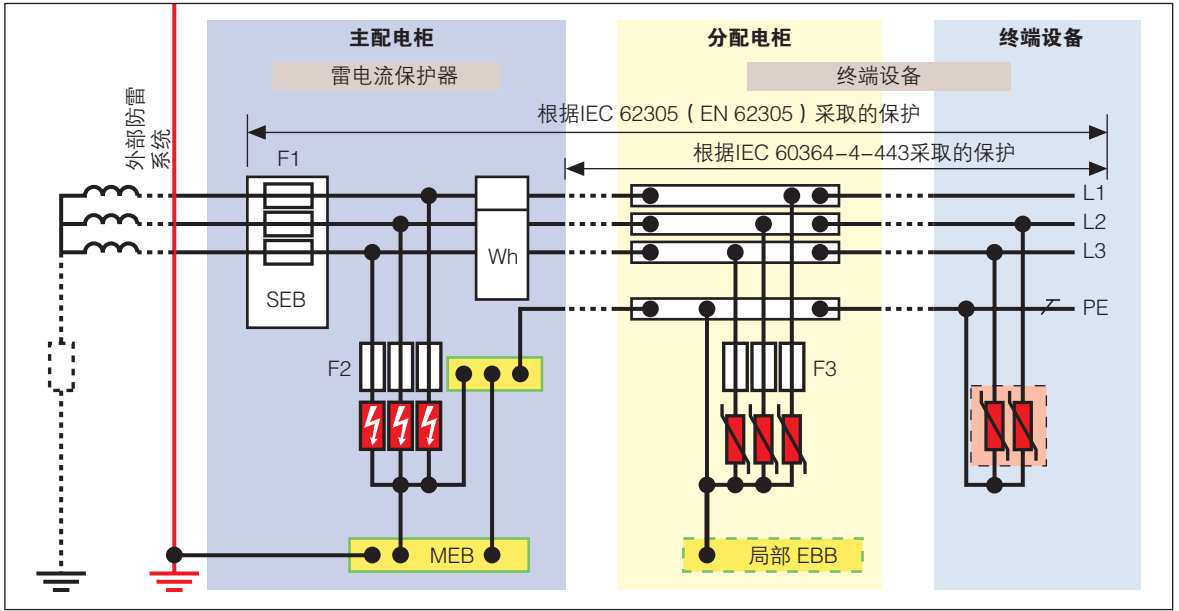 主配电柜
分配电柜
终端设备
雷电流保护器
终端设备
根据IEC 62305（EN 62305）采取的保护
根据IEC 60364-4-443采取的保护
外部防雷
系统
F1
L1
L2
L3
Wh
SEB
PE
F2
F3
MEB
局部 EBB